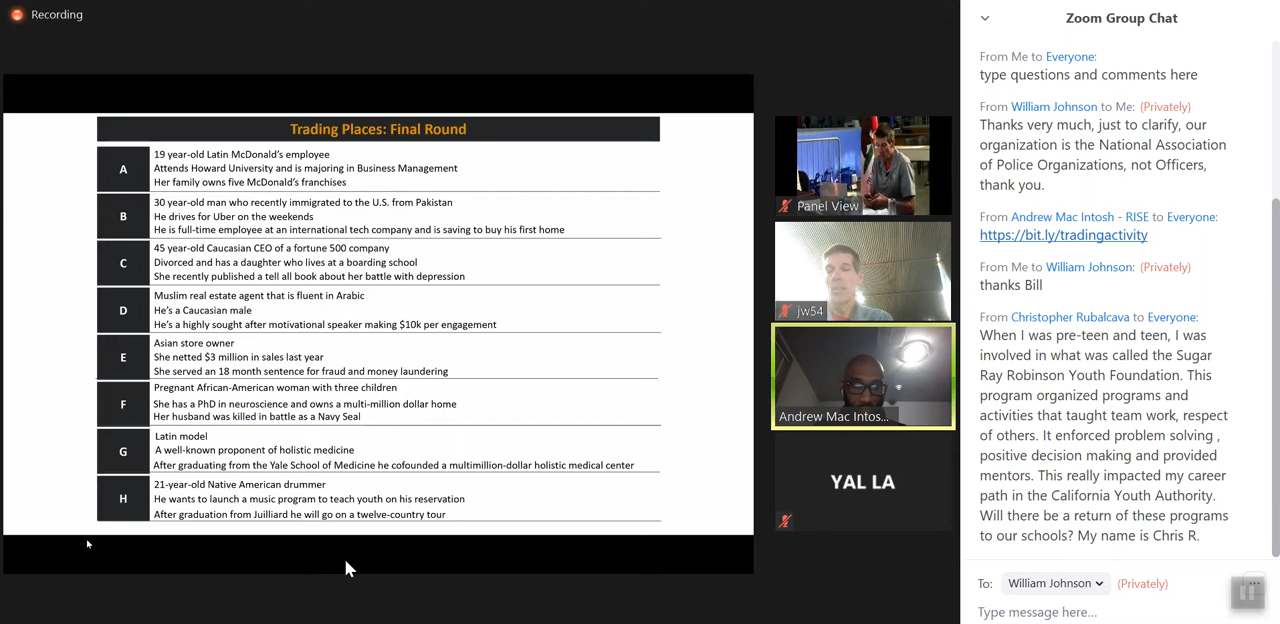 Recording
Trading Places: Final Round
A
19 year-old Latin McDonald's employee
Attends Howard University and is majoring in Business Management
Her family owns five McDonald's franchises
B
30 year-old man who recently immigrated to the U.S. from Pakistan
He drives for Uber on the weekends
He is full-time employee at an international tech company and is saving to buy his first home
C
45 year-old Caucasian CEO of a fortune 500 company
Divorced and has a daughter who lives at a boarding school
She recently published a tell all book about her battle with depression
D
Muslim real estate agent that is fluent in Arabic
He's a Caucasian male
He's a highly sought after motivational speaker making $10k per engagement
E
Asian store owner
She netted $3 million in sales last year
She served an 18 month sentence for fraud and money laundering
F
Pregnant African-American woman with three children
She has a PhD in neuroscience and owns a multi-million dollar home
Her husband was killed in battle as a Navy Seal
G
Latin model
A well-known proponent of holistic medicine
After graduating from the Yale School of Medicine he cofounded a multimillion-dollar holistic medical center
H
21-year-old Native American drummer
He wants to launch a music program to teach youth on his reservation
After graduation from Juilliard he will go on a twelve-country tour
Panel View
jw54
Andrew Mac Intos...
YAL LA
Zoom Group Chat
From Me to Everyone:
type questions and comments here
From William Johnson to Me: (Privately)
Thanks very much, just to clarify, our
organization is the National Association
of Police Organizations, not Officers,
thank you.
From Andrew Mac Intosh - RISE to Everyone:
https://bit.ly/tradingactivity
From Me to William Johnson: (Privately)
thanks Bill
From Christopher Rubalcava to Everyone:
When I was pre-teen and teen, I was
involved in what was called the Sugar
Ray Robinson Youth Foundation. This
program organized programs and
activities that taught team work, respect
of others. It enforced problem solving ,
positive decision making and provided
mentors. This really impacted my career
path in the California Youth Authority.
Will there be a return of these programs
to our schools? My name is Chris R.
To: William Johnson (Privately)
Type message here...